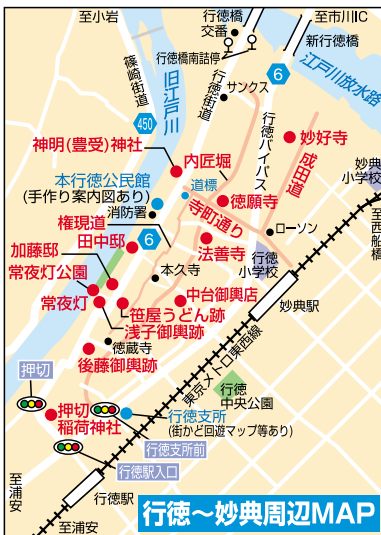 至小岩
行徳橋
交番
至市川IC
新行徳橋
篠崎街道
旧江戸川
行徳橋南詰停
行徳街道
サンクス
6
江戸川放水路
450
行徳バイパス
妙好寺
成田道
神明(豊受)神社
内匠堀
妙典
小学校
本行徳公民館
(手作り案内図あり)
道標
徳願寺
至西船橋
消防署
寺町通り
権現道
ローソン
田中邸
6
法善寺
加藤邸
行徳
小学校
常夜灯公園
本久寺
中台御輿店
妙典駅
常夜灯
笹屋うどん跡
浅子御輿跡
徳蔵寺
後藤御輿跡
東京メトロ東西線
押切
行徳
中央公園
押切
稲荷神社
行徳支所
(街かど回遊マップ等あり)
行徳支所前
行徳駅入口
至浦安
行徳駅
至浦安
行徳〜妙典周辺MAP